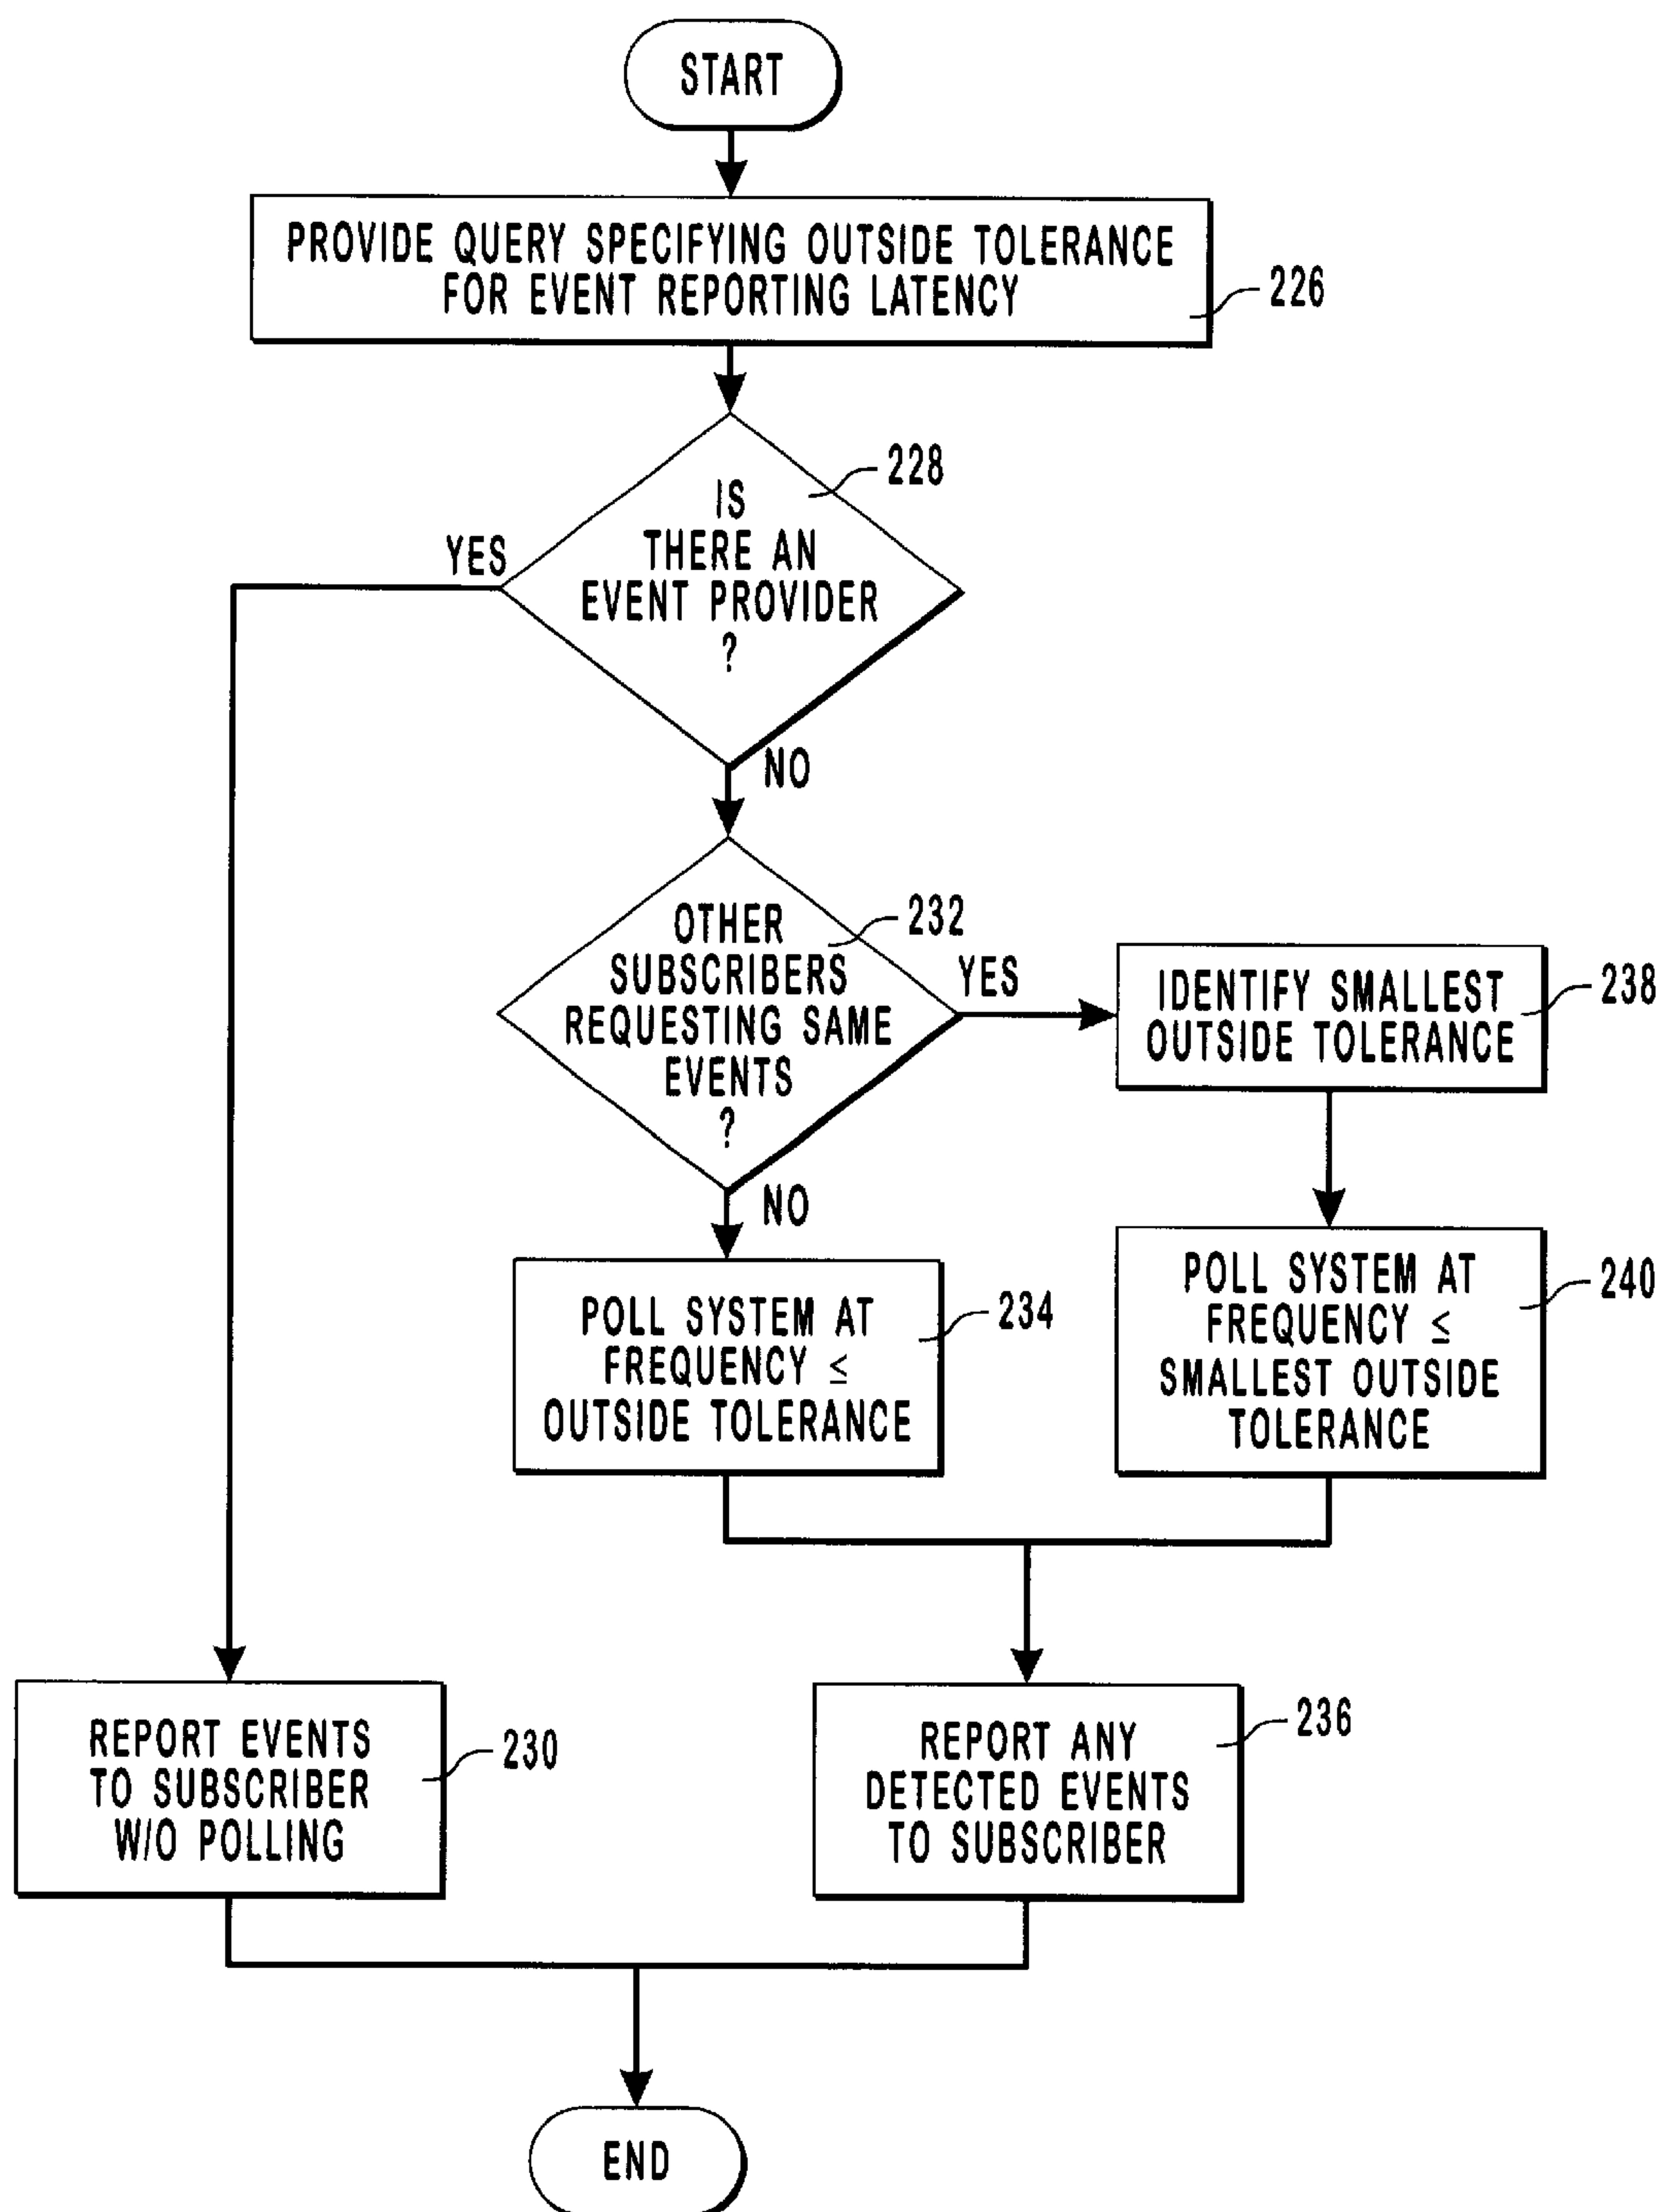 START
PROVIDE QUERY SPECIFYING OUTSIDE TOLERANCE
FOR EVENT REPORTING LATENCY
226
228
IS
THERE AN
EVENT PROVIDER
?
YES
NO
232
OTHER
SUBSCRIBERS
REQUESTING SAME
EVENTS
?
YES
NO
IDENTIFY SMALLEST
OUTSIDE TOLERANCE
238
POLL SYSTEM AT
FREQUENCY ≤
OUTSIDE TOLERANCE
234
POLL SYSTEM AT
FREQUENCY ≤
SMALLEST OUTSIDE
TOLERANCE
240
REPORT EVENTS
TO SUBSCRIBER
W/O POLLING
230
REPORT ANY
DETECTED EVENTS
TO SUBSCRIBER
236
END